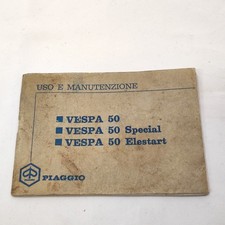 USO E MANUTENZIONE
VESPA 50
VESPA 50 Special
VESPA 50 Elestart
PIAGGIO